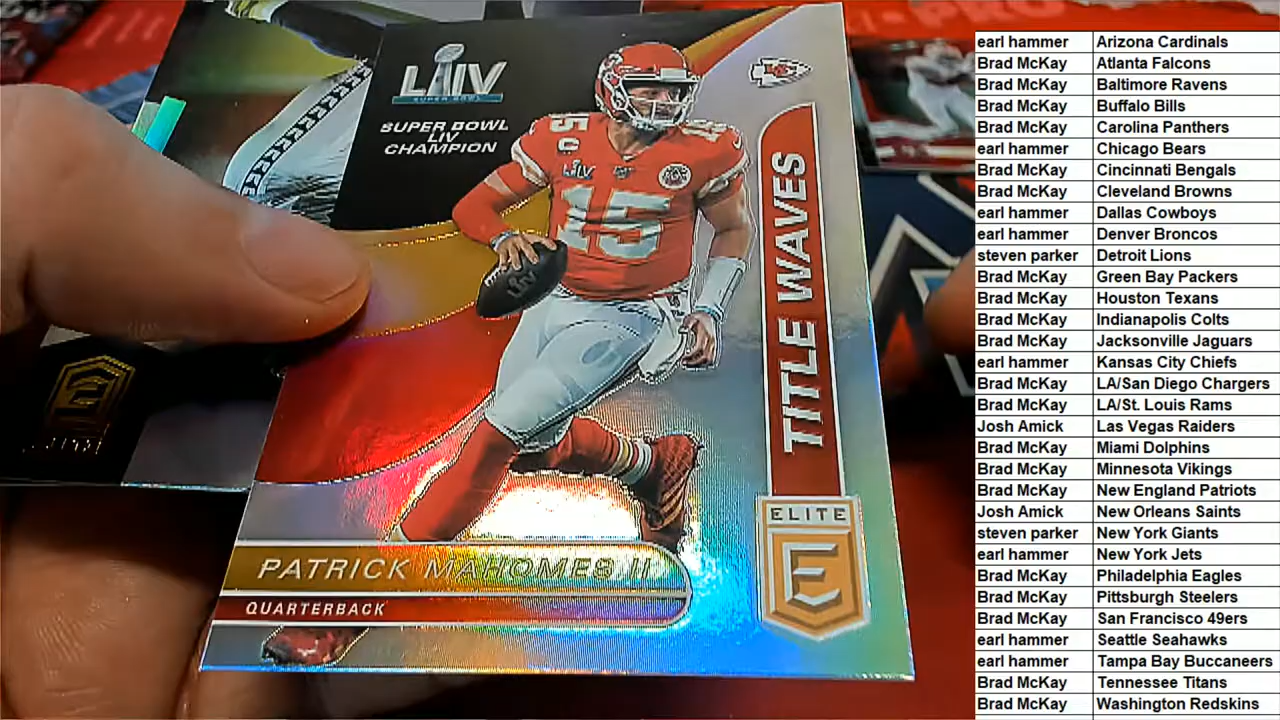 LIV
SUPER BOWL
SUPER BOWL
LIV
CHAMPION
15
15
C
LIV
15
LIV
TITLE WAVES
ELITE
E
PATRICK MAHOMES II
QUARTERBACK
E
PRO
earl hammer Arizona Cardinals
Brad McKay Atlanta Falcons
Brad McKay Baltimore Ravens
Brad McKay Buffalo Bills
Brad McKay Carolina Panthers
earl hammer Chicago Bears
Brad McKay Cincinnati Bengals
Brad McKay Cleveland Browns
earl hammer Dallas Cowboys
earl hammer Denver Broncos
steven parker Detroit Lions
Brad McKay Green Bay Packers
Brad McKay Houston Texans
Brad McKay Indianapolis Colts
Brad McKay Jacksonville Jaguars
earl hammer Kansas City Chiefs
Brad McKay LA/San Diego Chargers
Brad McKay LA/St. Louis Rams
Josh Amick Las Vegas Raiders
Brad McKay Miami Dolphins
Brad McKay Minnesota Vikings
Brad McKay New England Patriots
Josh Amick New Orleans Saints
steven parker New York Giants
earl hammer New York Jets
Brad McKay Philadelphia Eagles
Brad McKay Pittsburgh Steelers
Brad McKay San Francisco 49ers
earl hammer Seattle Seahawks
earl hammer Tampa Bay Buccaneers
Brad McKay Tennessee Titans
Brad McKay Washington Redskins